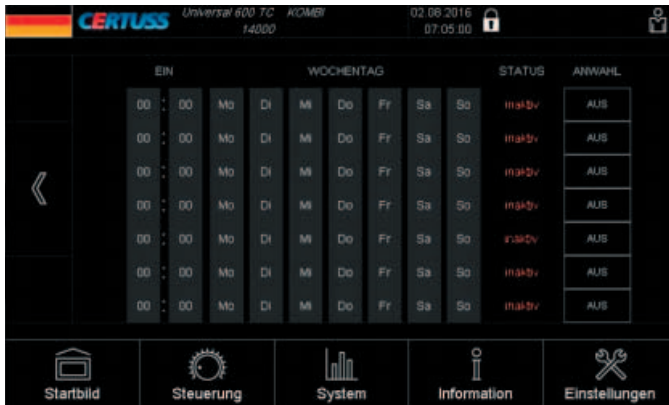 CERTUSS Universal 600 TC KOMBI 02.08.2016
14000 07:05:00
EIN WOCHENTAG STATUS ANWAHL
00 : 00 Mo Di Mi Do Fr Sa So inaktiv AUS
00 : 00 Mo Di Mi Do Fr Sa So inaktiv AUS
00 : 00 Mo Di Mi Do Fr Sa So inaktiv AUS
00 : 00 Mo Di Mi Do Fr Sa So inaktiv AUS
00 : 00 Mo Di Mi Do Fr Sa So inaktiv AUS
00 : 00 Mo Di Mi Do Fr Sa So inaktiv AUS
00 : 00 Mo Di Mi Do Fr Sa So inaktiv AUS
Startbild Steuerung System Information Einstellungen